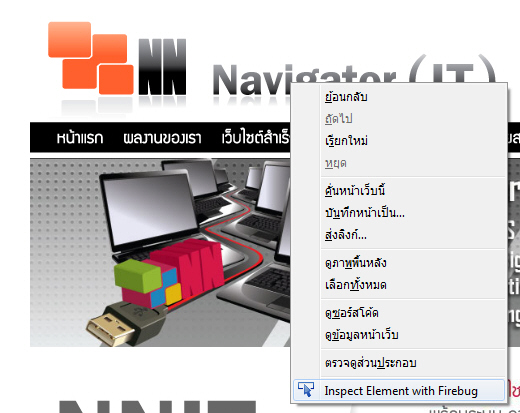 NN Navigator (IT)
หน้าแรก ผลงานของเรา เว็บไซต์สำเร็
ย้อนกลับ
ถัดไป
เรียกใหม่
หยุด
คั่นหน้าเว็บนี้
บันทึกหน้าเป็น...
ส่งลิงก์...
ดูภาพพื้นหลัง
เลือกทั้งหมด
ดูซอร์สโค้ด
ดูข้อมูลหน้าเว็บ
ตรวจดูส่วนประกอบ
Inspect Element with Firebug
NN